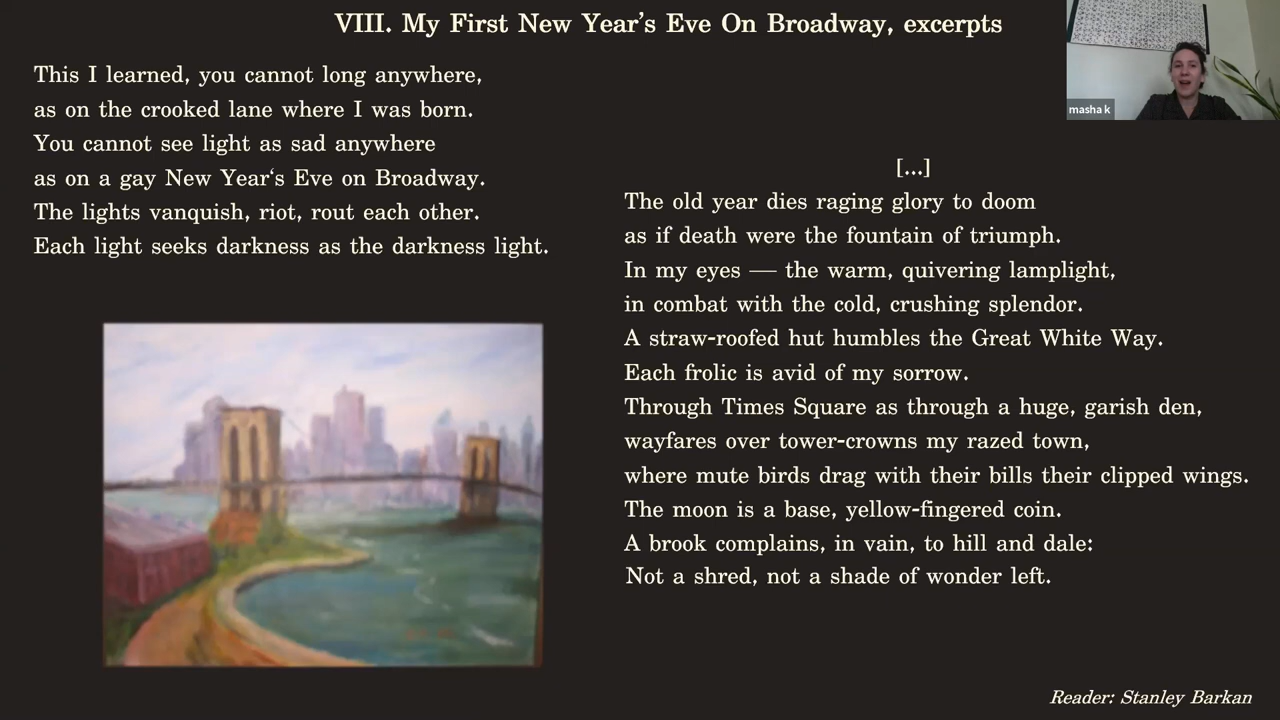 VIII. My First New Year's Eve On Broadway, excerpts
This I learned, you cannot long anywhere,
as on the crooked lane where I was born.
You cannot see light as sad anywhere
as on a gay New Year‘s Eve on Broadway.
The lights vanquish, riot, rout each other.
Each light seeks darkness as the darkness light.
[...]
The old year dies raging glory to doom
as if death were the fountain of triumph.
In my eyes — the warm, quivering lamplight,
in combat with the cold, crushing splendor.
A straw-roofed hut humbles the Great White Way.
Each frolic is avid of my sorrow.
Through Times Square as through a huge, garish den,
wayfares over tower-crowns my razed town,
where mute birds drag with their bills their clipped wings.
The moon is a base, yellow-fingered coin.
A brook complains, in vain, to hill and dale:
Not a shred, not a shade of wonder left.
Reader: Stanley Barkan
masha k